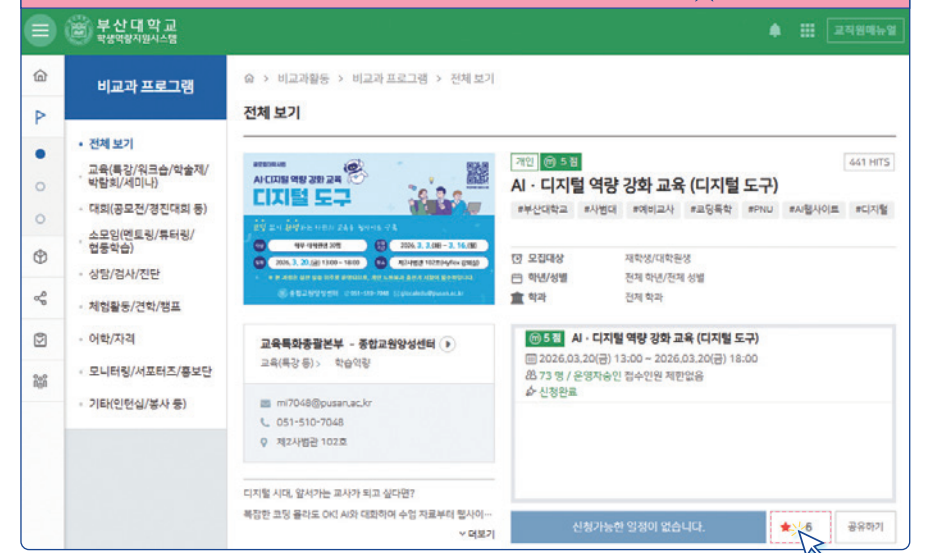 부산대학교
학생역량지원시스템
교직원매뉴얼
비교과 프로그램
전체 보기
교육(특강/워크숍/학술제/
박람회/세미나)
대회(공모전/경진대회 등)
소모임(멘토링/튜터링/
협동학습)
상담/검사/진단
체험활동/견학/캠프
어학/자격
모니터링/서포터즈/홍보단
기타(인턴십/봉사 등)
비교과활동 > 비교과 프로그램 > 전체 보기
전체 보기
AI·디지털 역량 강화 교육
디지털 도구
2026. 3. 20.(금) 13:00 ~ 18:00
개인 ⓜ 5 점
441 HITS
AI · 디지털 역량 강화 교육 (디지털 도구)
#부산대학교 #사범대 #예비교사 #코딩톡학 #PNU #AI웹사이트 #디지털
모집대상 재학생/대학원생
학년/성별 전체 학년/전체 성별
학과 전체 학과
교육특화총괄본부 - 종합교원양성센터
교육(특강 등) > 학습역량
mi7048@pusan.ac.kr
051-510-7048
제2사범관 102호
ⓜ 5 점 AI · 디지털 역량 강화 교육 (디지털 도구)
2026.03.20(금) 13:00 ~ 2026.03.20(금) 18:00
73 명 / 운영자승인 접수인원 제한없음
신청완료
디지털 시대, 앞서가는 교사가 되고 싶다면?
복잡한 코딩 몰라도 OK! AI와 대화하며 수업 자료부터 웹사이…
더보기
신청가능한 일정이 없습니다.
6
공유하기